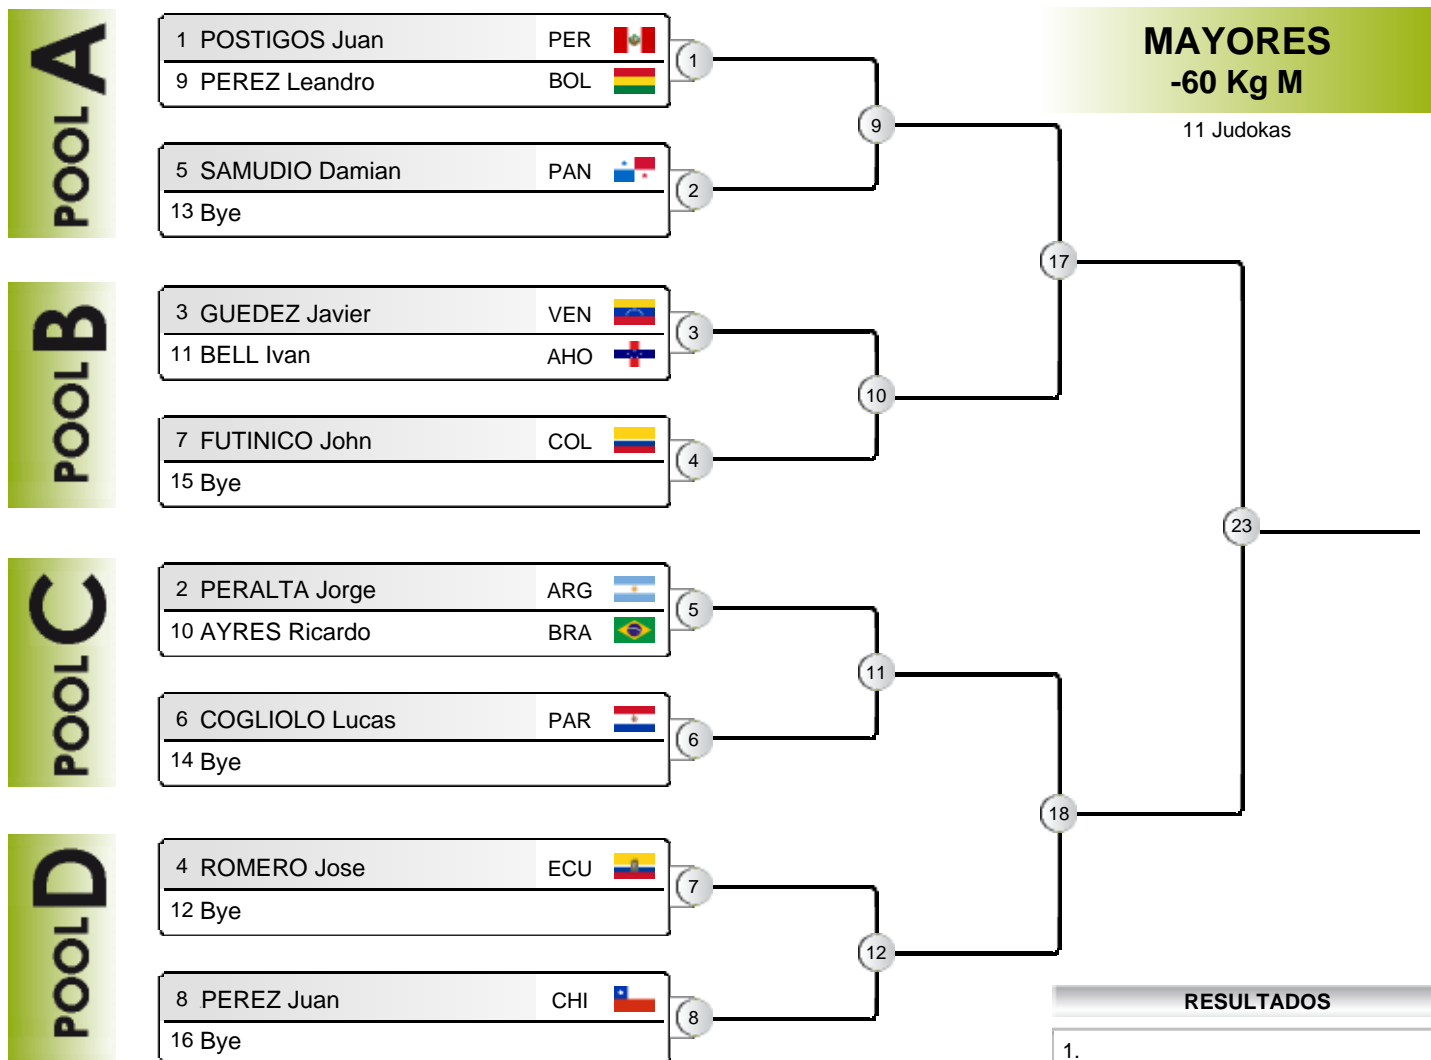 MAYORES
-60 Kg M
11 Judokas
POOL A
1 POSTIGOS Juan PER
9 PEREZ Leandro BOL
1
5 SAMUDIO Damian PAN
13 Bye
2
9
POOL B
3 GUEDEZ Javier VEN
11 BELL Ivan AHO
3
7 FUTINICO John COL
15 Bye
4
10
17
POOL C
2 PERALTA Jorge ARG
10 AYRES Ricardo BRA
5
6 COGLIOLO Lucas PAR
14 Bye
6
11
POOL D
4 ROMERO Jose ECU
12 Bye
7
8 PEREZ Juan CHI
16 Bye
8
12
18
23
RESULTADOS
1.